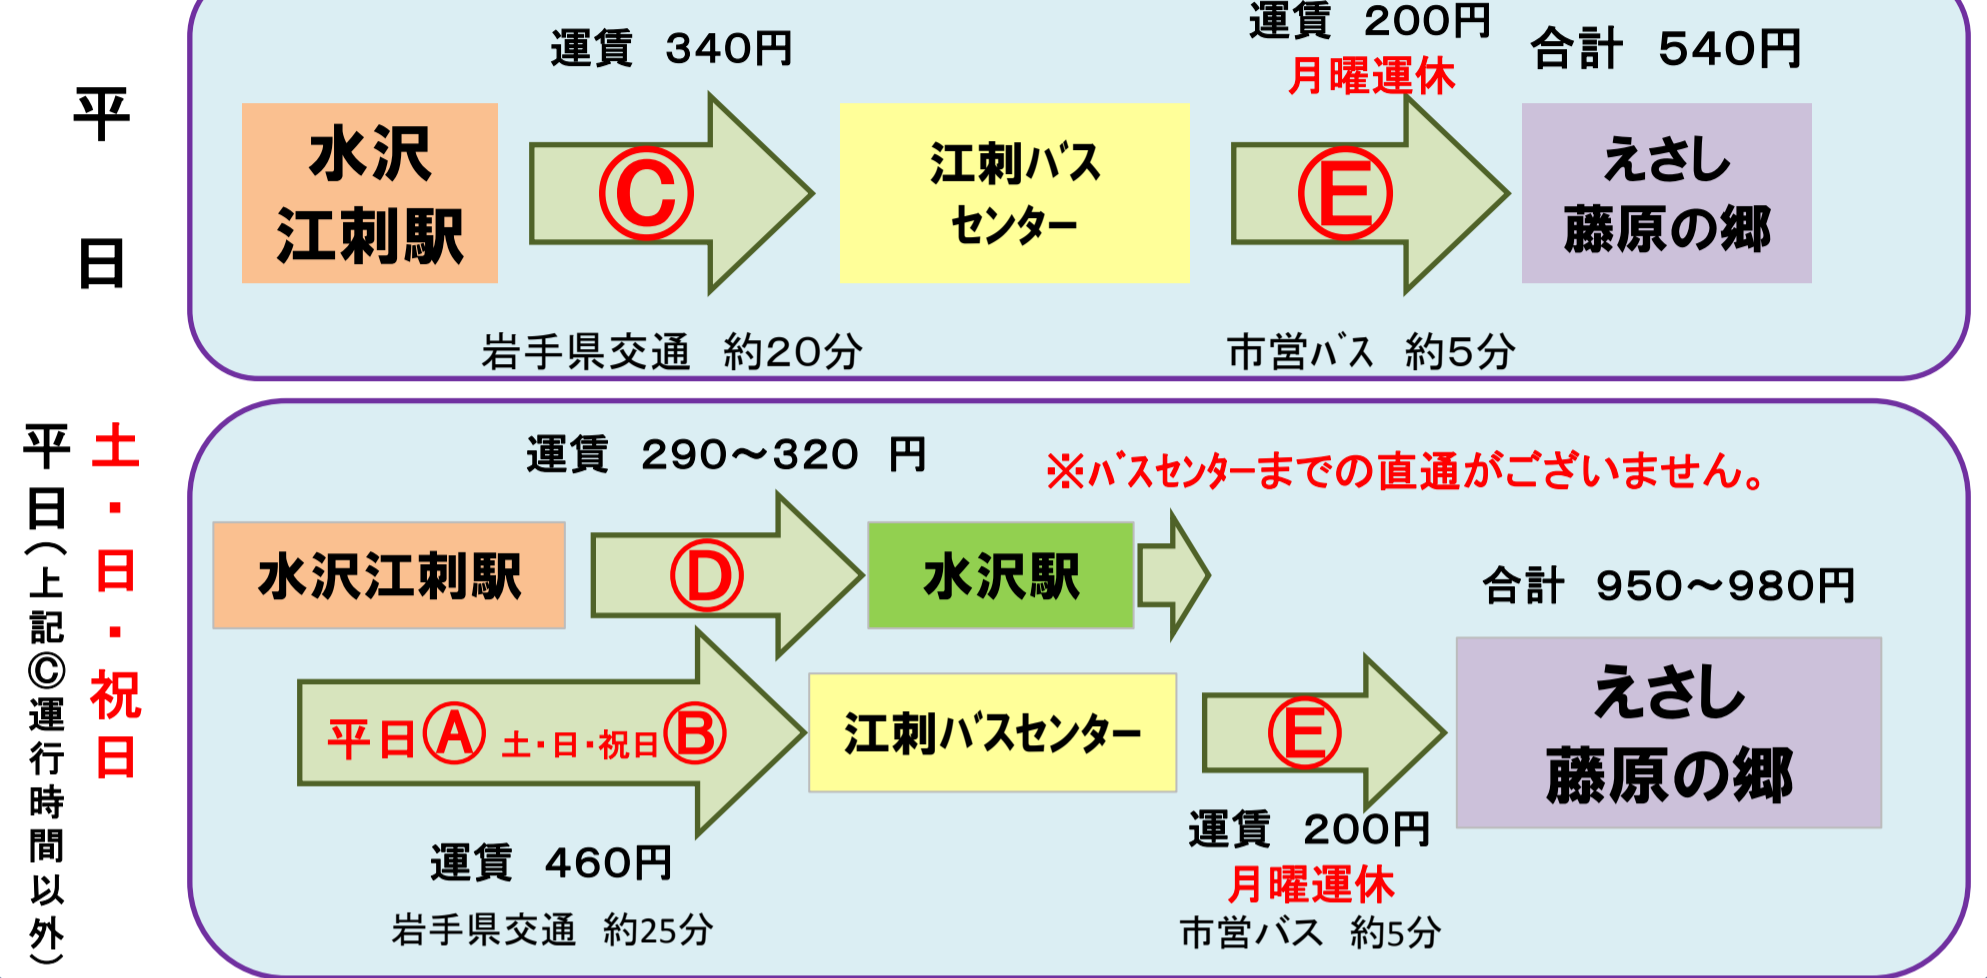 平日
運賃　340円
運賃　200円
月曜運休
合計　540円
水沢
江刺駅
Ⓒ
江刺バス
センター
Ⓔ
えさし
藤原の郷
岩手県交通　約20分
市営バス　約5分
土・日・祝日
平日（上記Ⓒ運行時間以外）
運賃　290～320　円
※バスセンターまでの直通がございません。
水沢江刺駅
Ⓓ
水沢駅
合計　950～980円
平日Ⓐ 土・日・祝日Ⓑ
江刺バスセンター
Ⓔ
えさし
藤原の郷
運賃　460円
岩手県交通　約25分
運賃　200円
月曜運休
市営バス　約5分